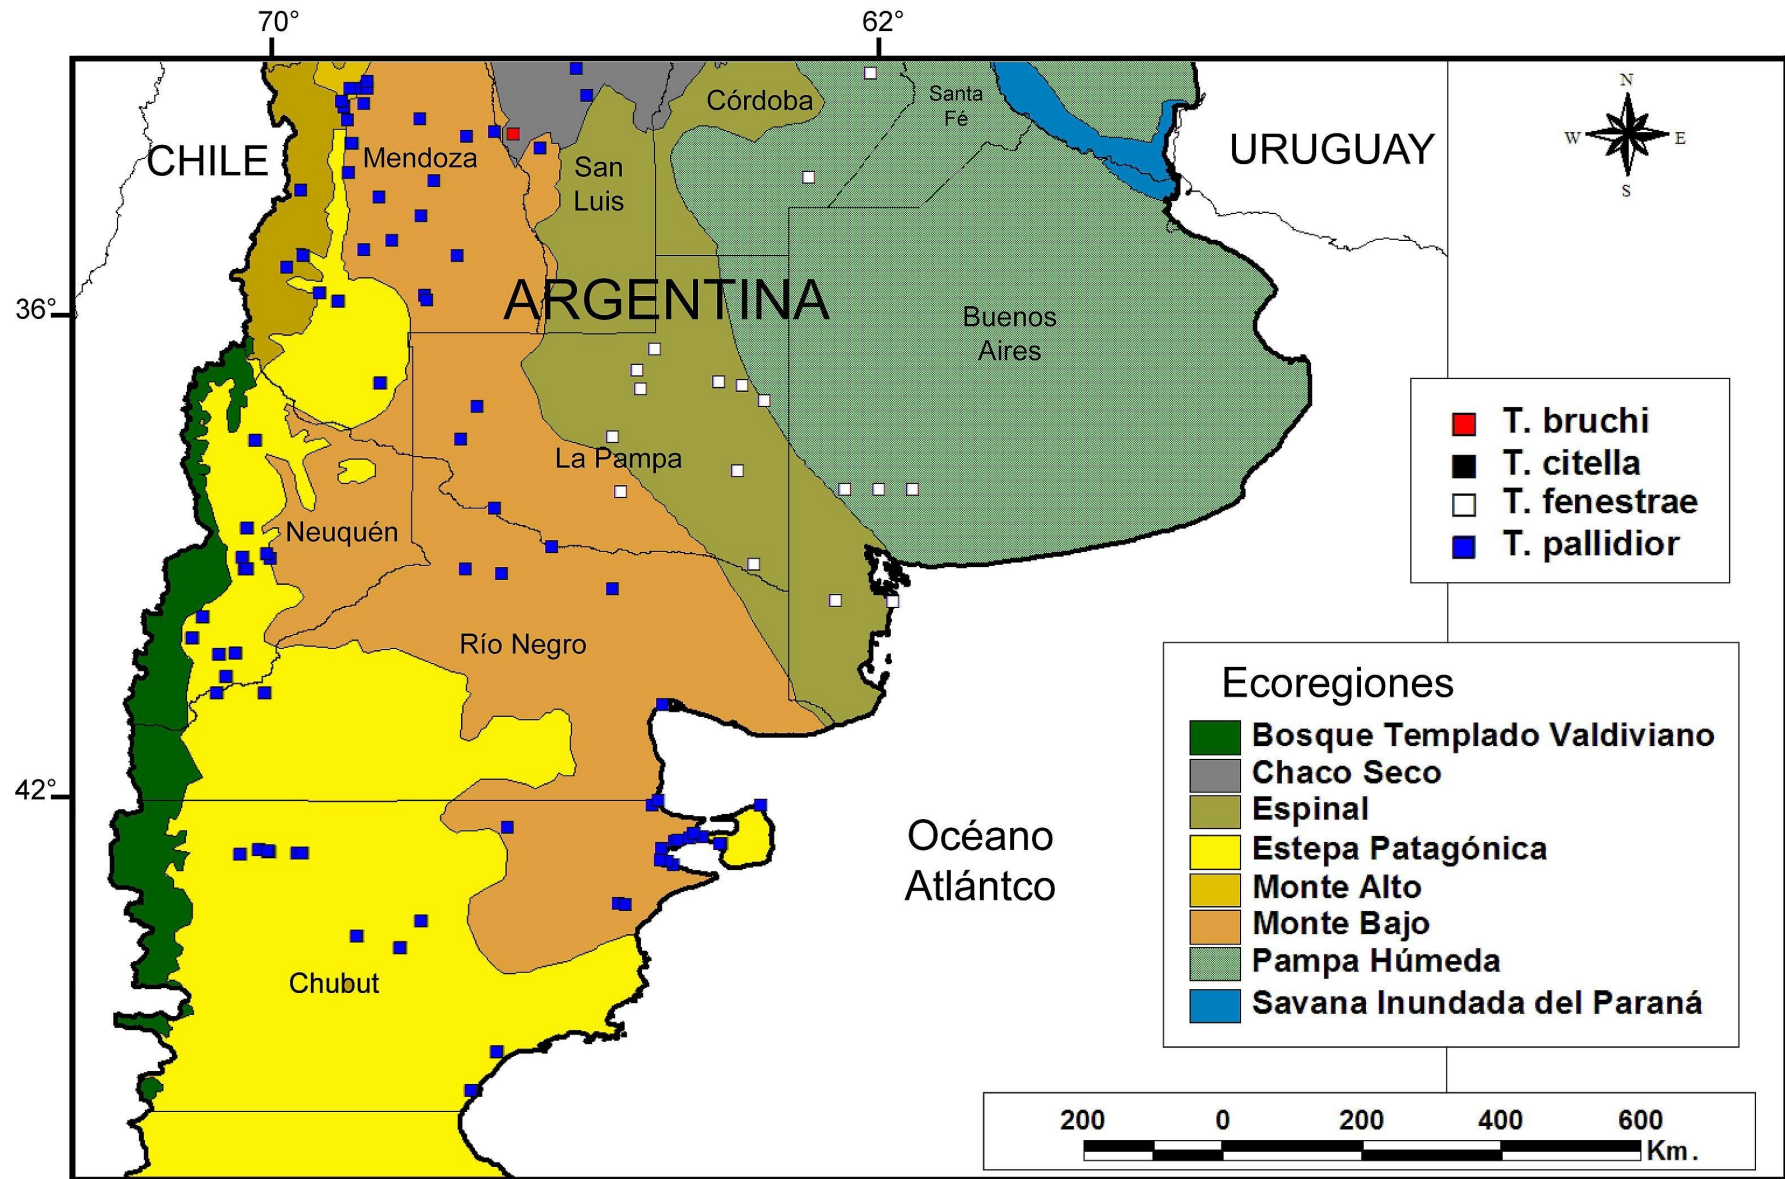 70°
62°
36°
42°
CHILE
Mendoza
San
Luis
Córdoba
Santa
Fé
URUGUAY
N
W
E
S
ARGENTINA
Buenos
Aires
La Pampa
Neuquén
Río Negro
Chubut
Océano
Atlántco
T. bruchi
T. citella
T. fenestrae
T. pallidior
Ecoregiones
Bosque Templado Valdiviano
Chaco Seco
Espinal
Estepa Patagónica
Monte Alto
Monte Bajo
Pampa Húmeda
Savana Inundada del Paraná
200 0 200 400 600
Km.